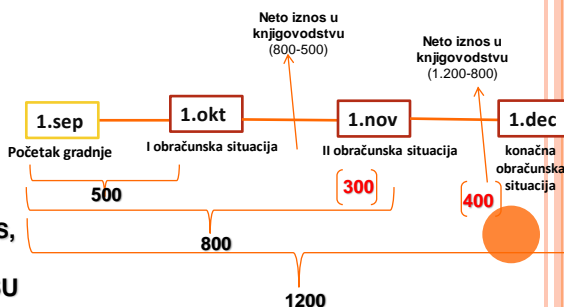 Neto iznos u
knjigovodstvu
(800-500)
Neto iznos u
knjigovodstvu
(1.200-800)
1.sep
1.okt
1.nov
1.dec
Početak gradnje
I obračunska situacija
II obračunska situacija
konačna
obračunska
situacija
500
300
400
S,
800
SU
1200